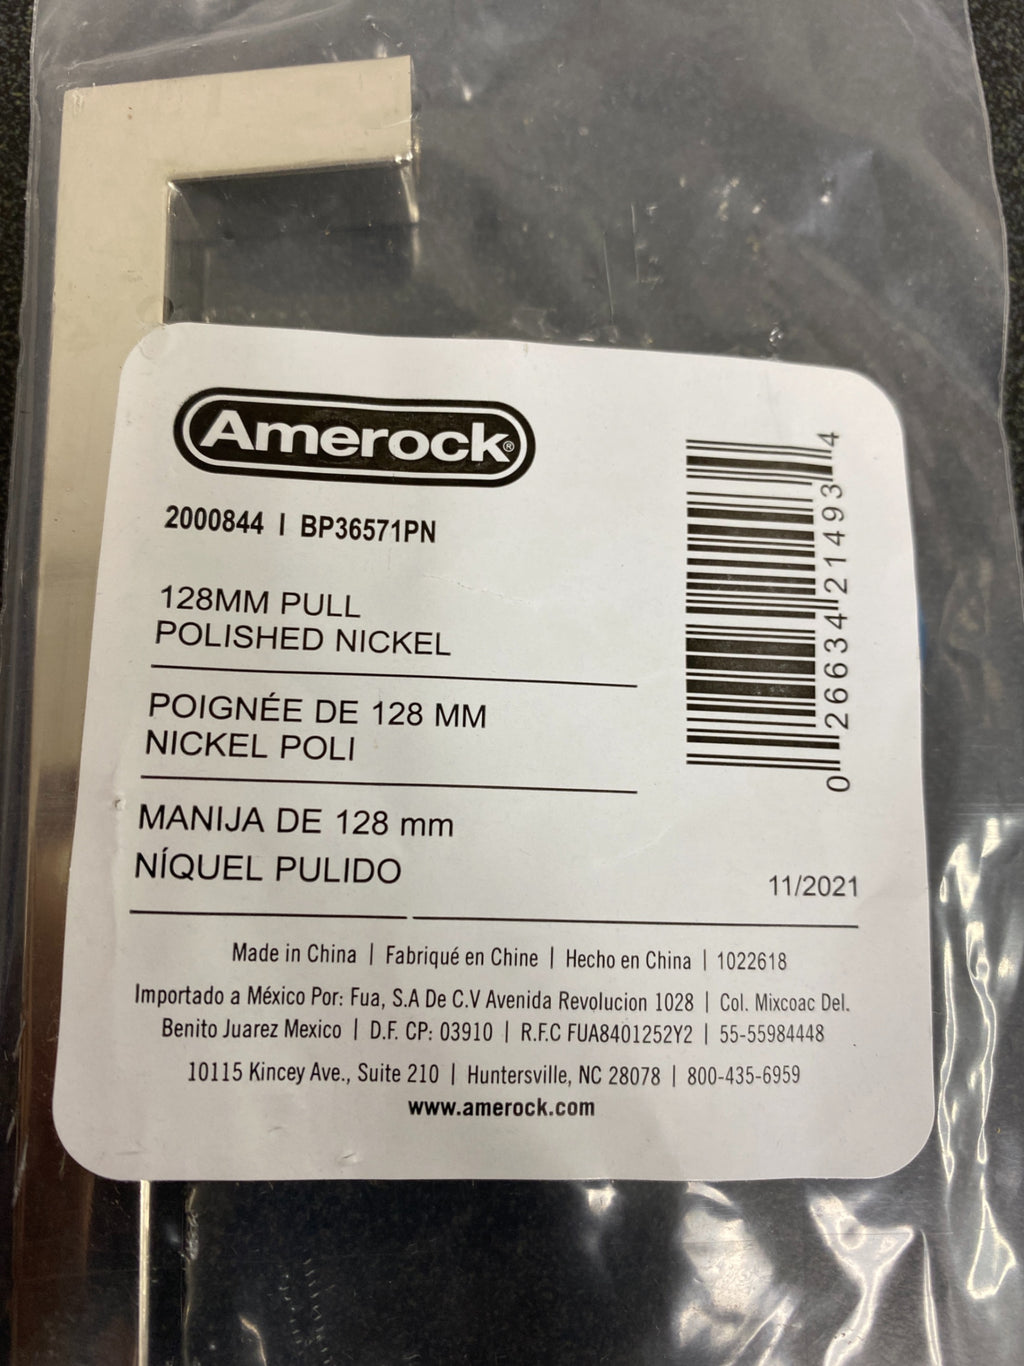 Amerock®
2000844 | BP36571PN
128MM PULL
POLISHED NICKEL
POIGNÉE DE 128 MM
NICKEL POLI
MANIJA DE 128 mm
NÍQUEL PULIDO
0 26634 21493 4
11/2021
Made in China | Fabriqué en Chine | Hecho en China | 1022618
Importado a México Por: Fua, S.A De C.V Avenida Revolucion 1028 | Col. Mixcoac Del.
Benito Juarez Mexico | D.F. CP: 03910 | R.F.C FUA8401252Y2 | 55-55984448
10115 Kincey Ave., Suite 210 | Huntersville, NC 28078 | 800-435-6959
www.amerock.com